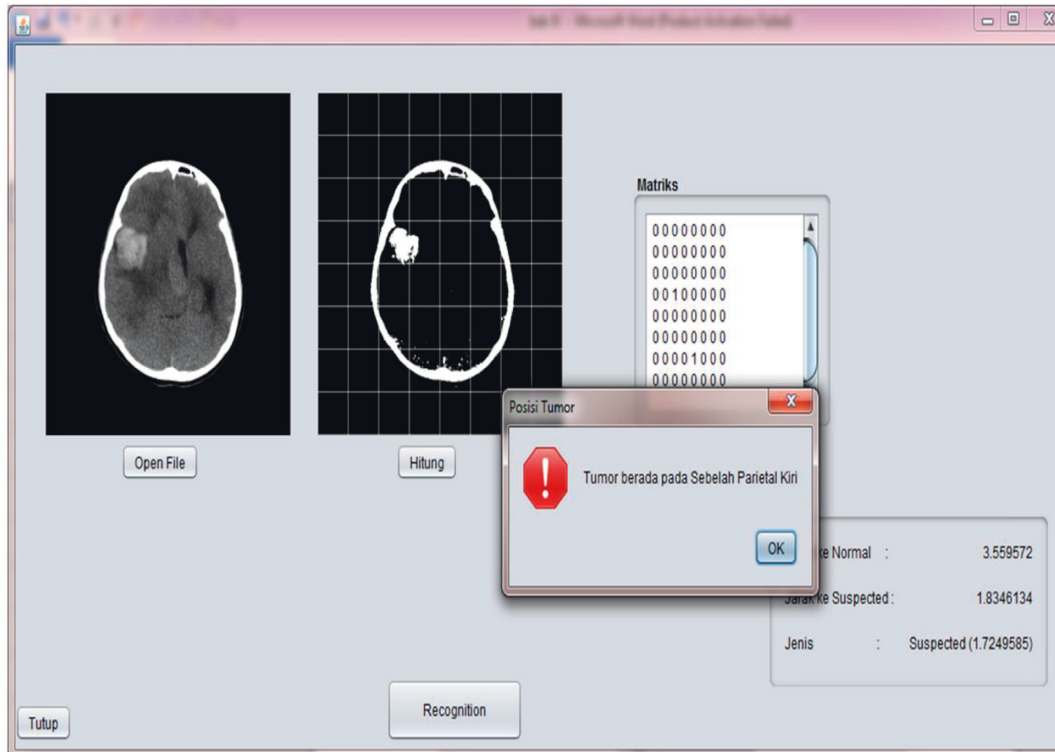 Open File
Hitung
Matriks
00000000
00000000
00000000
00100000
00000000
00000000
00001000
00000000
Posisi Tumor
Tumor berada pada Sebelah Parietal Kiri
OK
ke Normal : 3.559572
Jarak ke Suspected : 1.8346134
Jenis : Suspected (1.7249585)
Recognition
Tutup